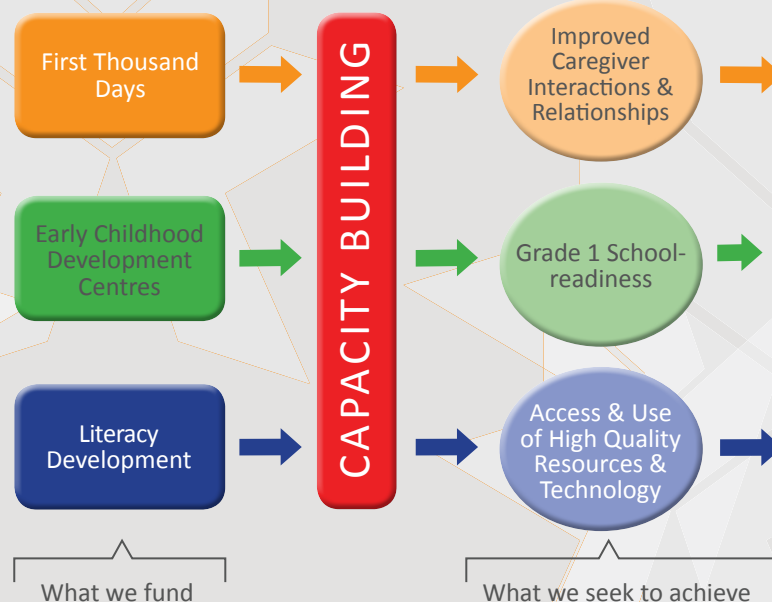 First Thousand
Days
CAPACITY BUILDING
Improved
Caregiver
Interactions &
Relationships
Early Childhood
Development
Centres
Grade 1 School-
readiness
Literacy
Development
Access & Use
of High Quality
Resources &
Technology
What we fund
What we seek to achieve